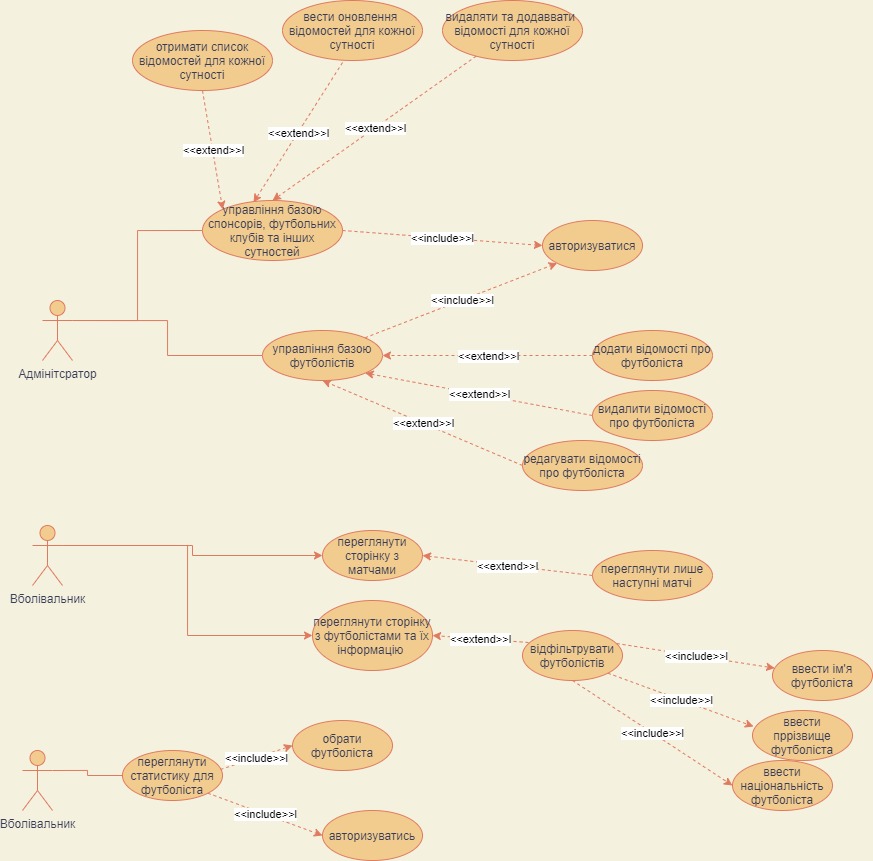 отримати список
відомостей для кожної
сутності
вести оновлення
відомостей для кожної
сутності
видаляти та додаввати
відомості для кожної
сутності
<<extend>>I
<<extend>>I
<<extend>>I
управління базою
спонсорів, футбольних
клубів та інших
сутностей
<<include>>I
авторизуватися
<<include>>I
Адмінітсратор
управління базою
футболістів
<<extend>>I
додати відомості про
футболіста
<<extend>>I
видалити відомості
про футболіста
<<extend>>I
редагувати відомості
про футболіста
Вболівальник
переглянути
сторінку з
матчами
<<extend>>I
переглянути лише
наступні матчі
переглянути сторінку
з футболістами та їх
інформацію
<<extend>>I
відфільтрувати
футболістів
<<include>>I
ввести ім'я
футболіста
<<include>>I
ввести
пррізвище
футболіста
<<include>>I
ввести
національність
футболіста
Вболівальник
переглянути
статистику для
футболіста
<<include>>I
обрати
футболіста
<<include>>I
авторизуватись